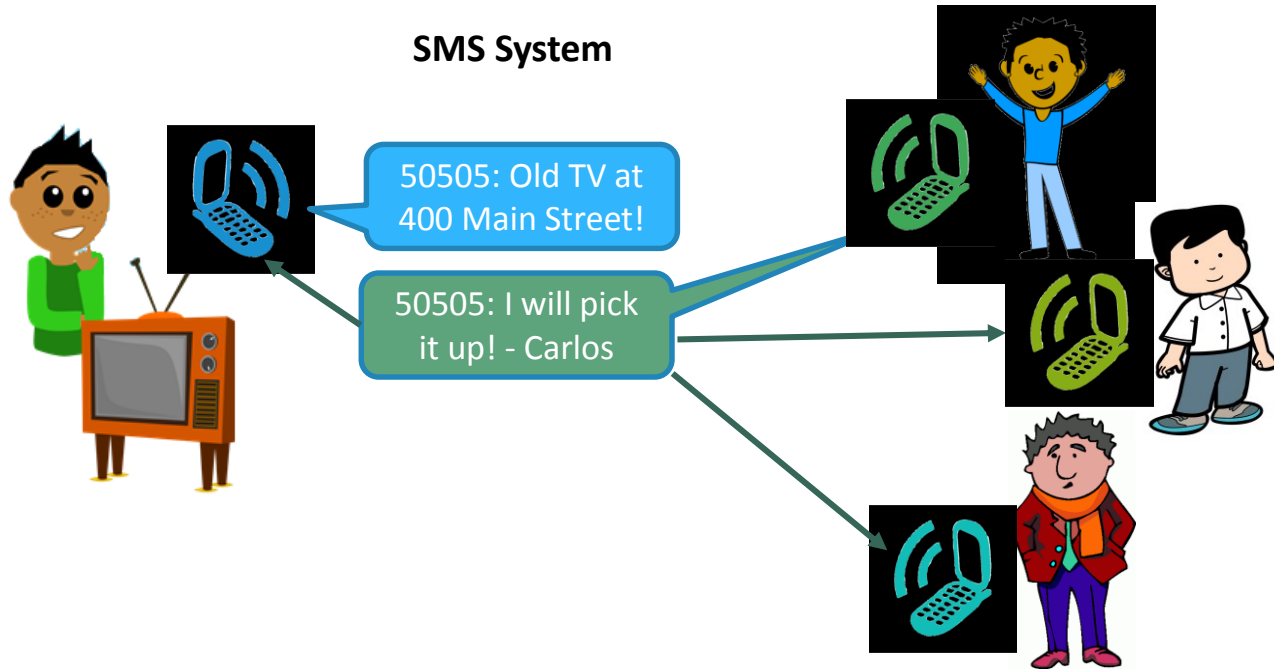 SMS System
50505: Old TV at
400 Main Street!
50505: I will pick
it up! - Carlos